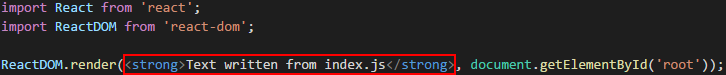 import React from 'react';
import ReactDOM from 'react-dom';
ReactDOM.render(<strong>Text written from index.js</strong>, document.getElementById('root'));